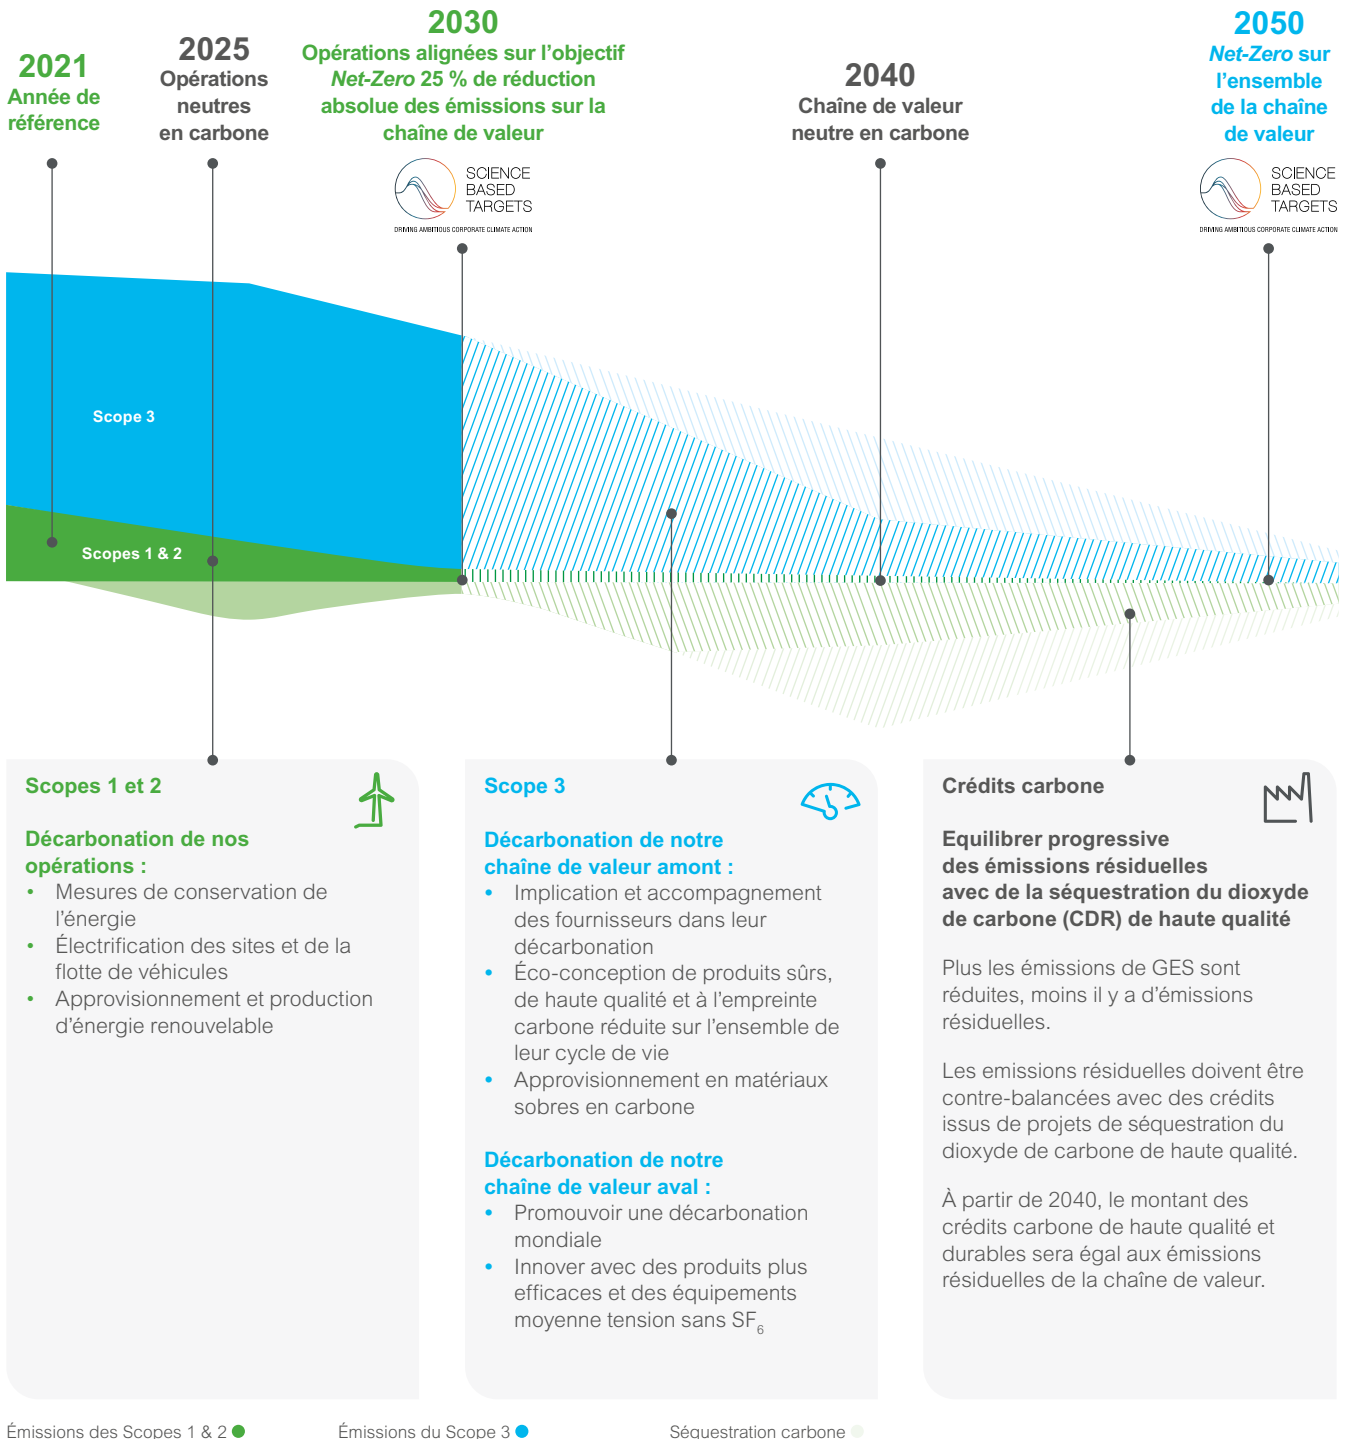 2021
Année de
référence
2025
Opérations
neutres
en carbone
2030
Opérations alignées sur l'objectif
Net-Zero 25 % de réduction
absolue des émissions sur la
chaîne de valeur
SCIENCE
BASED
TARGETS
DRIVING AMBITIOUS CORPORATE CLIMATE ACTION
2040
Chaîne de valeur
neutre en carbone
2050
Net-Zero sur
l'ensemble
de la chaîne
de valeur
SCIENCE
BASED
TARGETS
DRIVING AMBITIOUS CORPORATE CLIMATE ACTION
Scope 3
Scopes 1 & 2
Scopes 1 et 2
Décarbonation de nos
opérations :
• Mesures de conservation de
l'énergie
• Électrification des sites et de la
flotte de véhicules
• Approvisionnement et production
d'énergie renouvelable
Scope 3
Décarbonation de notre
chaîne de valeur amont :
• Implication et accompagnement
des fournisseurs dans leur
décarbonation
• Éco-conception de produits sûrs,
de haute qualité et à l'empreinte
carbone réduite sur l'ensemble de
leur cycle de vie
• Approvisionnement en matériaux
sobres en carbone
Décarbonation de notre
chaîne de valeur aval :
• Promouvoir une décarbonation
mondiale
• Innover avec des produits plus
efficaces et des équipements
moyenne tension sans SF₆
Crédits carbone
Equilibrer progressive
des émissions résiduelles
avec de la séquestration du dioxyde
de carbone (CDR) de haute qualité
Plus les émissions de GES sont
réduites, moins il y a d'émissions
résiduelles.
Les emissions résiduelles doivent être
contre-balancées avec des crédits
issus de projets de séquestration du
dioxyde de carbone de haute qualité.
À partir de 2040, le montant des
crédits carbone de haute qualité et
durables sera égal aux émissions
résiduelles de la chaîne de valeur.
Émissions des Scopes 1 & 2
Émissions du Scope 3
Séquestration carbone